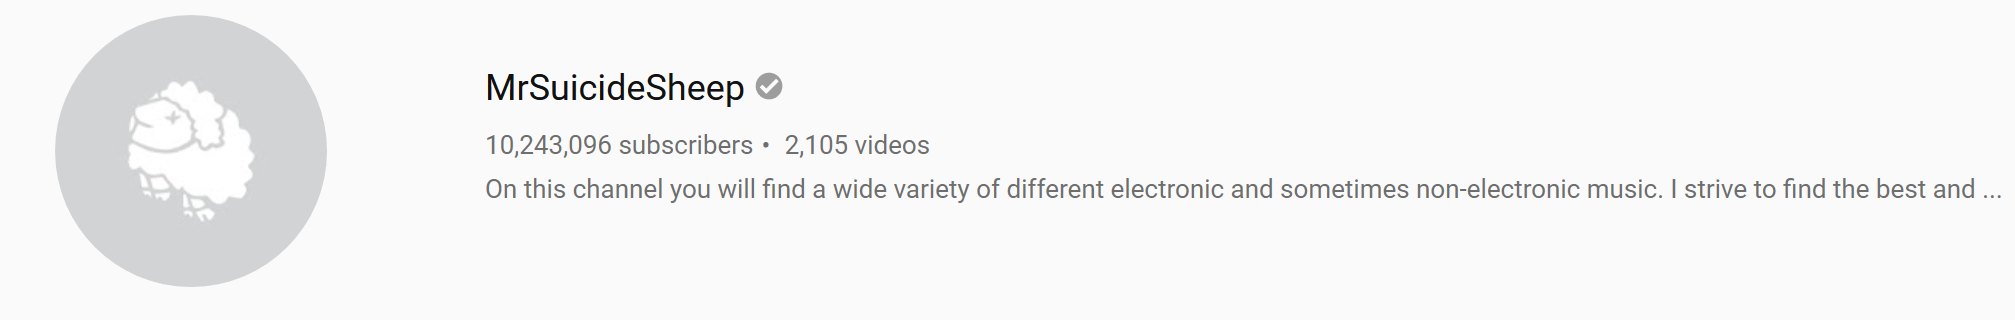 MrSuicideSheep
10,243,096 subscribers • 2,105 videos
On this channel you will find a wide variety of different electronic and sometimes non-electronic music. I strive to find the best and ...